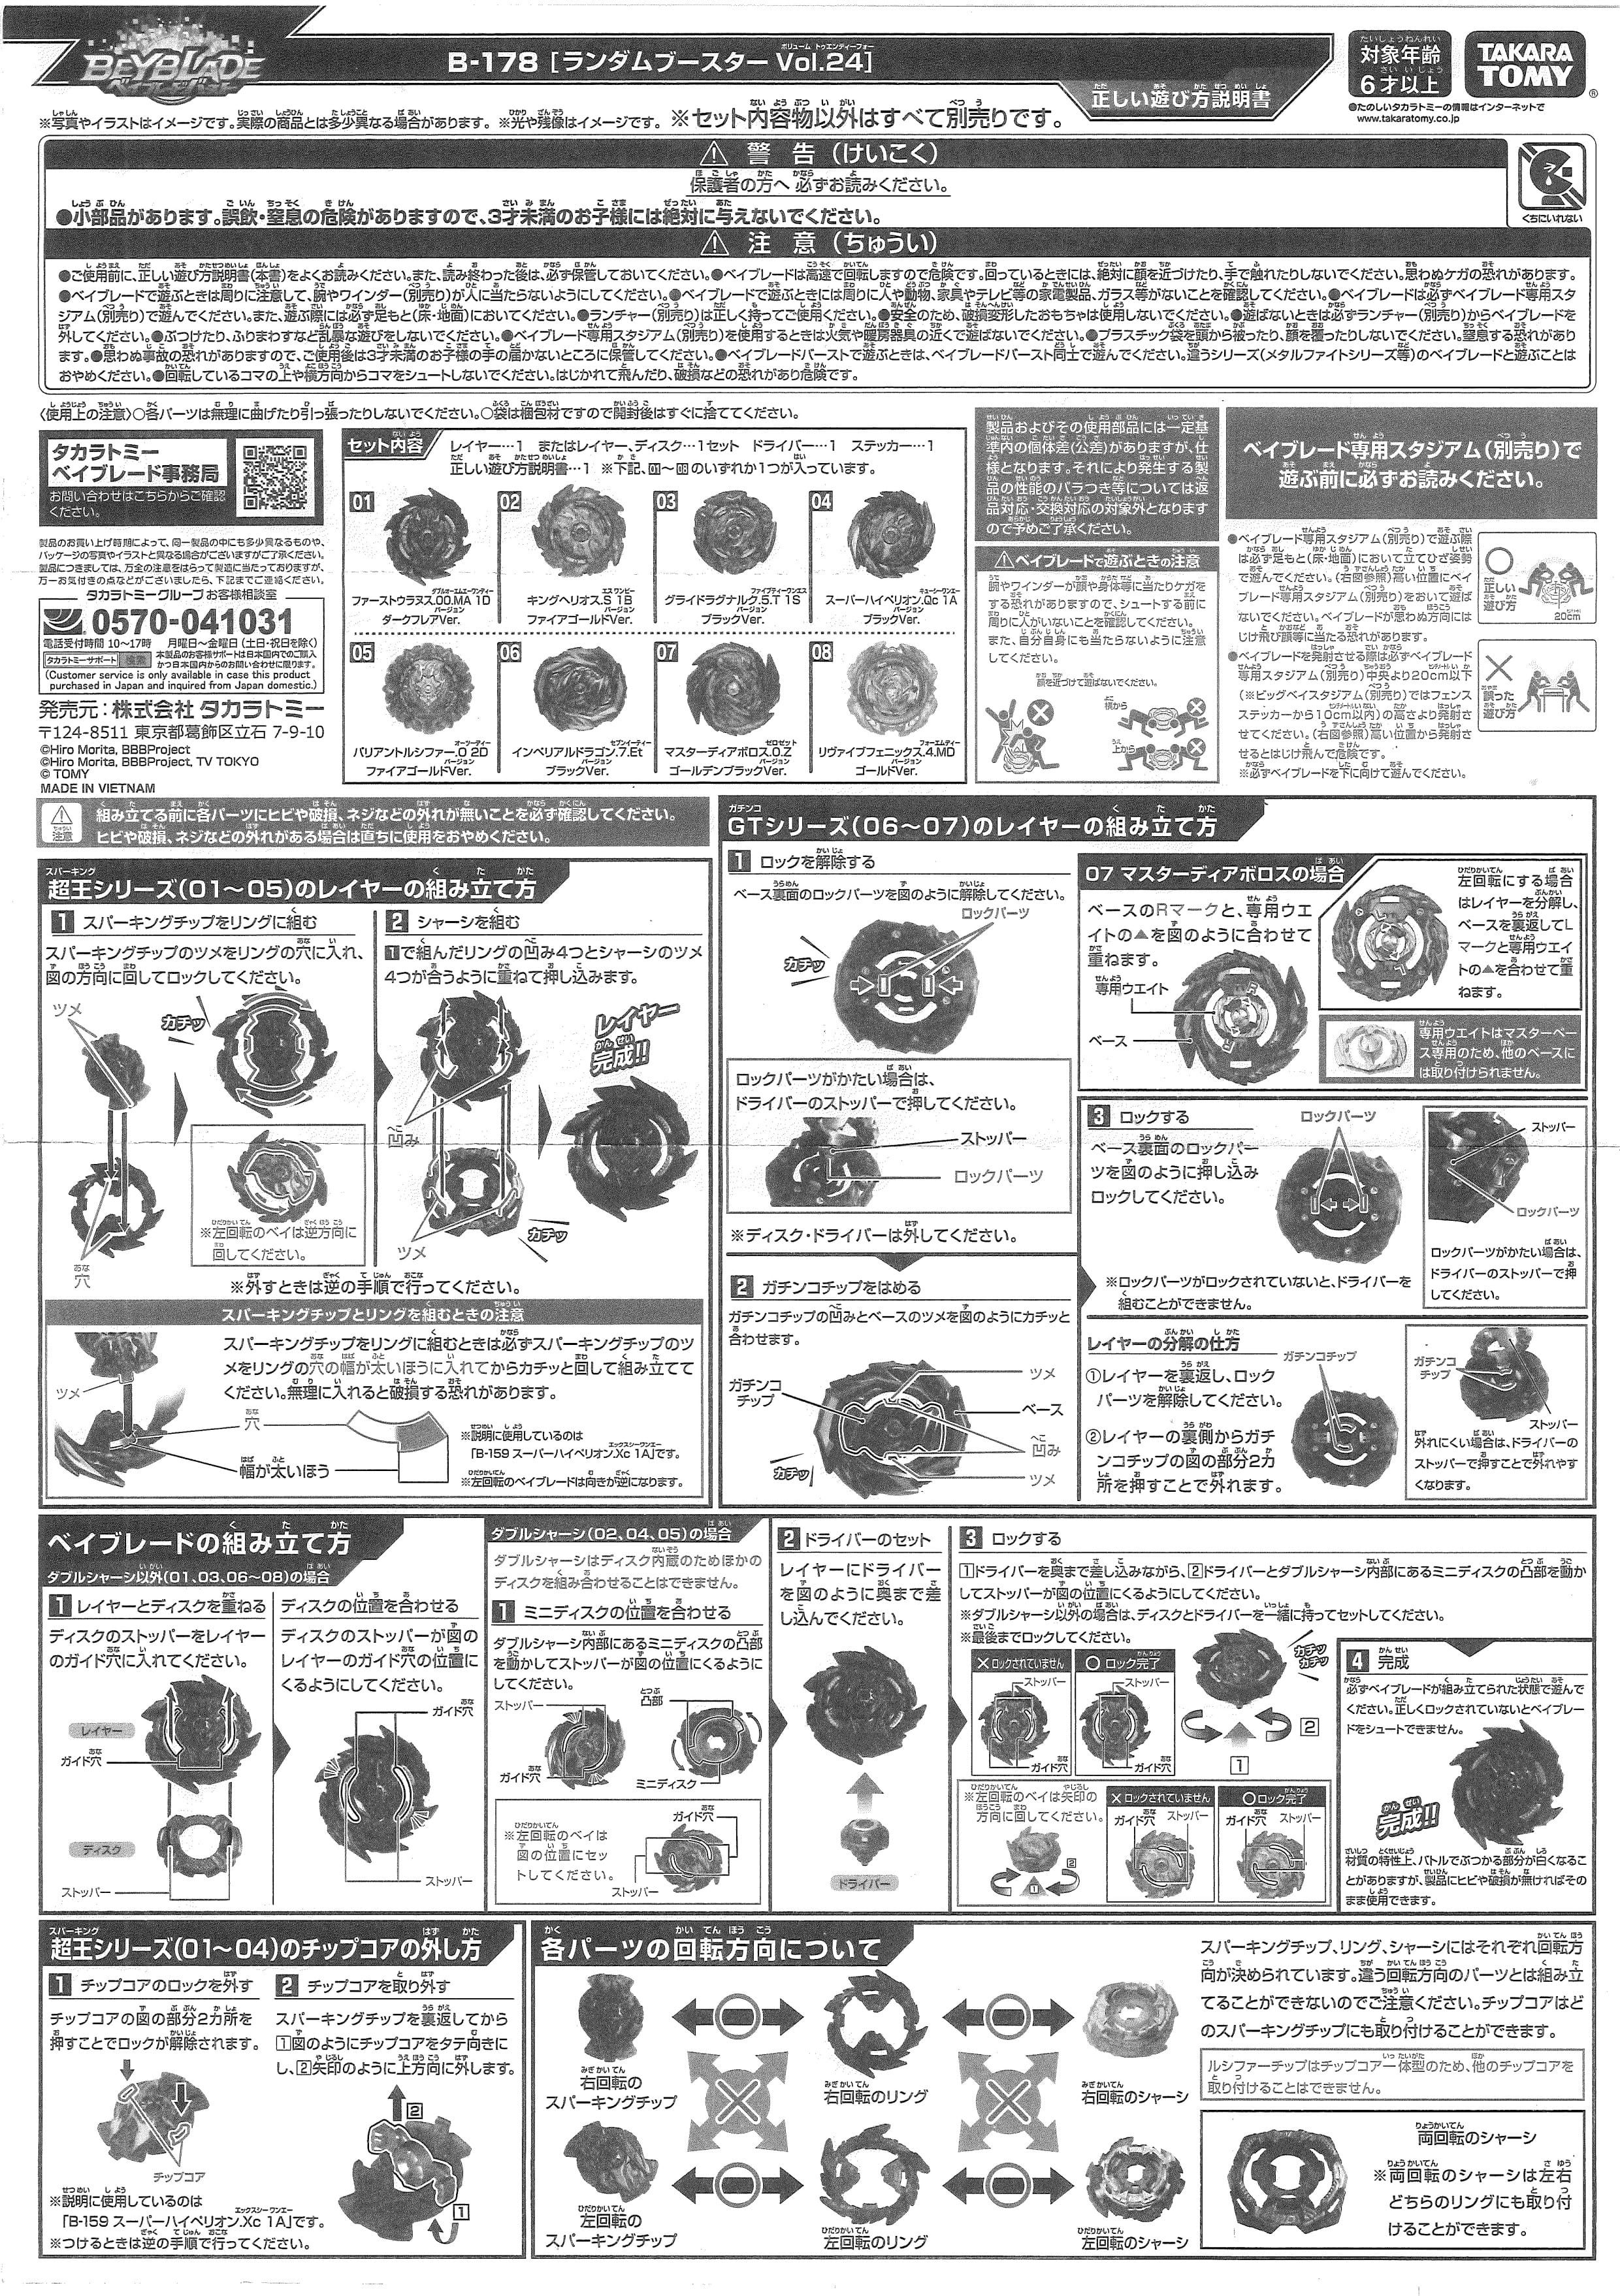 BEYBLADE
ベイブレードバースト
B-178 [ランダムブースター Vol.24]
正しい遊び方説明書
対象年齢
6才以上
TAKARA
TOMY
●たのしいタカラトミーの情報はインターネットで
www.takaratomy.co.jp
※写真やイラストはイメージです。実際の商品とは多少異なる場合があります。※光や残像はイメージです。※セット内容物以外はすべて別売りです。
警 告（けいこく）
保護者の方へ 必ずお読みください。
●小部品があります。誤飲・窒息の危険がありますので、3才未満のお子様には絶対に与えないでください。
くちにいれない
注 意（ちゅうい）
●ご使用前に、正しい遊び方説明書(本書)をよくお読みください。また、読み終わった後は、必ず保管しておいてください。●ベイブレードは高速で回転しますので危険です。回っているときには、絶対に顔を近づけたり、手で触れたりしないでください。思わぬケガの恐れがあります。
●ベイブレードで遊ぶときは周りに注意して、腕やワインダー(別売り)が人に当たらないようにしてください。●ベイブレードで遊ぶときには周りに人や動物、家具やテレビ等の家電製品、ガラス等がないことを確認してください。●ベイブレードは必ずベイブレード専用スタ
ジアム(別売り)で遊んでください。また、遊ぶ際には必ず足もと(床・地面)においてください。●ランチャー(別売り)は正しく持ってご使用ください。●安全のため、破損変形したおもちゃは使用しないでください。●遊ばないときは必ずランチャー(別売り)からベイブレードを
外してください。●ぶつけたり、ふりまわすなど乱暴な遊びをしないでください。●ベイブレード専用スタジアム(別売り)を使用するときは火気や暖房器具の近くで遊ばないでください。●プラスチック袋を頭から被ったり、顔を覆ったりしないでください。窒息する恐れがあり
ます。●思わぬ事故の恐れがありますので、ご使用後は3才未満のお子様の手の届かないところに保管してください。●ベイブレードバーストで遊ぶときは、ベイブレードバースト同士で遊んでください。違うシリーズ(メタルファイトシリーズ等)のベイブレードと遊ぶことは
おやめください。●回転しているコマの上や横方向からコマをシュートしないでください。はじかれて飛んだり、破損などの恐れがあり危険です。
〈使用上の注意〉○各パーツは無理に曲げたり引っ張ったりしないでください。○袋は梱包材ですので開封後はすぐに捨ててください。
タカラトミー
ベイブレード事務局
お問い合わせはこちらからご確認
ください。
製品のお買い上げ時期によって、同一製品の中にも多少異なるものや、
パッケージの写真やイラストと異なる場合がございますがご了承ください。
製品につきましては、万全の注意をはらって製造に当たっておりますが、
万一お気付きの点などがございましたら、下記までご連絡ください。
タカラトミーグループお客様相談室
0570-041031
電話受付時間 10〜17時 月曜日〜金曜日(土日・祝日を除く)
タカラトミーサポート 検索
本製品のお客様サポートは日本国内でのご購入
かつ日本国内からのお問い合わせに限ります。
(Customer service is only available in case this product
purchased in Japan and inquired from Japan domestic.)
発売元：株式会社 タカラトミー
〒124-8511 東京都葛飾区立石 7-9-10
©Hiro Morita, BBBProject
©Hiro Morita, BBBProject, TV TOKYO
© TOMY
MADE IN VIETNAM
セット内容
レイヤー…1 またはレイヤー、ディスク…1セット ドライバー…1 ステッカー…1
正しい遊び方説明書…1 ※下記、01〜08のいずれか1つが入っています。
01
ファーストウラヌス.00.MA 1D
ダークフレアVer.
02
キングヘリオス.S 1B
ファイアゴールドVer.
03
グライドラグナルク.5.T 1S
ブラックVer.
04
スーパーハイペリオン.Qc 1A
ブラックVer.
05
バリアントルシファー.0 2D
ファイアゴールドVer.
06
インペリアルドラゴン.7.Et
ブラックVer.
07
マスターディアボロス.0.Z
ゴールデンブラックVer.
08
リヴァイブフェニックス.4.MD
ゴールドVer.
製品およびその使用部品には一定基
準内の個体差(公差)がありますが、仕
様となります。それにより発生する製
品の性能のバラつき等については返
品対応・交換対応の対象外となります
ので予めご了承ください。
ベイブレードで遊ぶときの注意
腕やワインダーが顔や身体等に当たりケガを
する恐れがありますので、シュートする前に
周りに人がいないことを確認してください。
また、自分自身にも当たらないように注意
してください。
顔を近づけて遊ばないでください。
横から
上から
ベイブレード専用スタジアム(別売り)で
遊ぶ前に必ずお読みください。
●ベイブレード専用スタジアム(別売り)で遊ぶ際
は必ず足もと(床・地面)において立てひざ姿勢
で遊んでください。(右図参照)高い位置にベイ
ブレード専用スタジアム(別売り)をおいて遊ば
ないでください。ベイブレードが思わぬ方向には
じけ飛び顔等に当たる恐れがあります。
●ベイブレードを発射させる際は必ずベイブレード
専用スタジアム(別売り)中央より20cm以下
(※ビッグベイスタジアム(別売り)ではフェンス
ステッカーから10cm以内)の高さより発射さ
せてください。(右図参照)高い位置から発射さ
せるとはじけ飛んで危険です。
※必ずベイブレードを下に向けて遊んでください。
正しい
遊び方
20cm
誤った
遊び方
注意
組み立てる前に各パーツにヒビや破損、ネジなどの外れが無いことを必ず確認してください。
ヒビや破損、ネジなどの外れがある場合は直ちに使用をおやめください。
超王シリーズ(01〜05)のレイヤーの組み立て方
1 スパーキングチップをリングに組む
スパーキングチップのツメをリングの穴に入れ、
図の方向に回してロックしてください。
ツメ
カチッ
穴
※左回転のベイは逆方向に
回してください。
2 シャーシを組む
1で組んだリングの凹み4つとシャーシのツメ
4つが合うように重ねて押し込みます。
レイヤー
完成!!
凹み
ツメ
カチッ
※外すときは逆の手順で行ってください。
スパーキングチップとリングを組むときの注意
スパーキングチップをリングに組むときは必ずスパーキングチップのツ
メをリングの穴の幅が太いほうに入れてからカチッと回して組み立てて
ください。無理に入れると破損する恐れがあります。
ツメ
穴
幅が太いほう
※説明に使用しているのは
「B-159 スーパーハイペリオン.Xc 1A」です。
※左回転のベイブレードは向きが逆になります。
GTシリーズ(06〜07)のレイヤーの組み立て方
1 ロックを解除する
ベース裏面のロックパーツを図のように解除してください。
ロックパーツ
カチッ
ロックパーツがかたい場合は、
ドライバーのストッパーで押してください。
ストッパー
ロックパーツ
※ディスク・ドライバーは外してください。
2 ガチンコチップをはめる
ガチンコチップの凹みとベースのツメを図のようにカチッと
合わせます。
ガチンコ
チップ
ツメ
ベース
凹み
ツメ
カチッ
07 マスターディアボロスの場合
ベースのRマークと、専用ウエ
イトの▲を図のように合わせて
重ねます。
専用ウエイト
ベース
左回転にする場合
はレイヤーを分解し、
ベースを裏返してL
マークと専用ウエイ
トの▲を合わせて重
ねます。
専用ウエイトはマスターベー
ス専用のため、他のベースに
は取り付けられません。
3 ロックする
ベース裏面のロックパー
ツを図のように押し込み
ロックしてください。
ロックパーツ
※ロックパーツがロックされていないと、ドライバーを
組むことができません。
ストッパー
ロックパーツ
ロックパーツがかたい場合は、
ドライバーのストッパーで押
してください。
レイヤーの分解の仕方
①レイヤーを裏返し、ロック
パーツを解除してください。
②レイヤーの裏側からガチ
ンコチップの図の部分2カ
所を押すことで外れます。
ガチンコチップ
ガチンコ
チップ
ストッパー
外れにくい場合は、ドライバーの
ストッパーで押すことで外れやす
くなります。
ベイブレードの組み立て方
ダブルシャーシ以外(01、03、06〜08)の場合
1 レイヤーとディスクを重ねる
ディスクのストッパーをレイヤー
のガイド穴に入れてください。
レイヤー
ガイド穴
ディスク
ストッパー
ディスクの位置を合わせる
ディスクのストッパーが図の
レイヤーのガイド穴の位置に
くるようにしてください。
ガイド穴
ストッパー
ダブルシャーシ(02、04、05)の場合
ダブルシャーシはディスク内蔵のためほかの
ディスクを組み合わせることはできません。
1 ミニディスクの位置を合わせる
ダブルシャーシ内部にあるミニディスクの凸部
を動かしてストッパーが図の位置にくるように
してください。
ストッパー
凸部
ガイド穴
ミニディスク
※左回転のベイは
図の位置にセッ
トしてください。
ガイド穴
ストッパー
2 ドライバーのセット
レイヤーにドライバー
を図のように奥まで差
し込んでください。
ドライバー
3 ロックする
1ドライバーを奥まで差し込みながら、2ドライバーとダブルシャーシ内部にあるミニディスクの凸部を動か
してストッパーが図の位置にくるようにしてください。
※ダブルシャーシ以外の場合は、ディスクとドライバーを一緒に持ってセットしてください。
※最後までロックしてください。
×ロックされていません
○ロック完了
ストッパー
ストッパー
ガイド穴
ガイド穴
カチッ
カチッ
2
1
※左回転のベイは矢印の
方向に回してください。
2
1
×ロックされていません
ガイド穴 ストッパー
○ロック完了
ガイド穴 ストッパー
4 完成
必ずベイブレードが組み立てられた状態で遊んで
ください。正しくロックされていないとベイブレー
ドをシュートできません。
完成!!
材質の特性上、バトルでぶつかる部分が白くなるこ
とがありますが、製品にヒビや破損が無ければその
まま使用できます。
超王シリーズ(01〜04)のチップコアの外し方
1 チップコアのロックを外す
チップコアの図の部分2カ所を
押すことでロックが解除されます。
チップコア
※説明に使用しているのは
「B-159 スーパーハイペリオン.Xc 1A」です。
※つけるときは逆の手順で行ってください。
2 チップコアを取り外す
スパーキングチップを裏返してから
1図のようにチップコアをタテ向きに
し、2矢印のように上方向に外します。
2
1
各パーツの回転方向について
右回転の
スパーキングチップ
右回転のリング
右回転のシャーシ
左回転の
スパーキングチップ
左回転のリング
左回転のシャーシ
スパーキングチップ、リング、シャーシにはそれぞれ回転方
向が決められています。違う回転方向のパーツとは組み立
てることができないのでご注意ください。チップコアはど
のスパーキングチップにも取り付けることができます。
ルシファーチップはチップコア一体型のため、他のチップコアを
取り付けることはできません。
両回転のシャーシ
※両回転のシャーシは左右
どちらのリングにも取り付
けることができます。